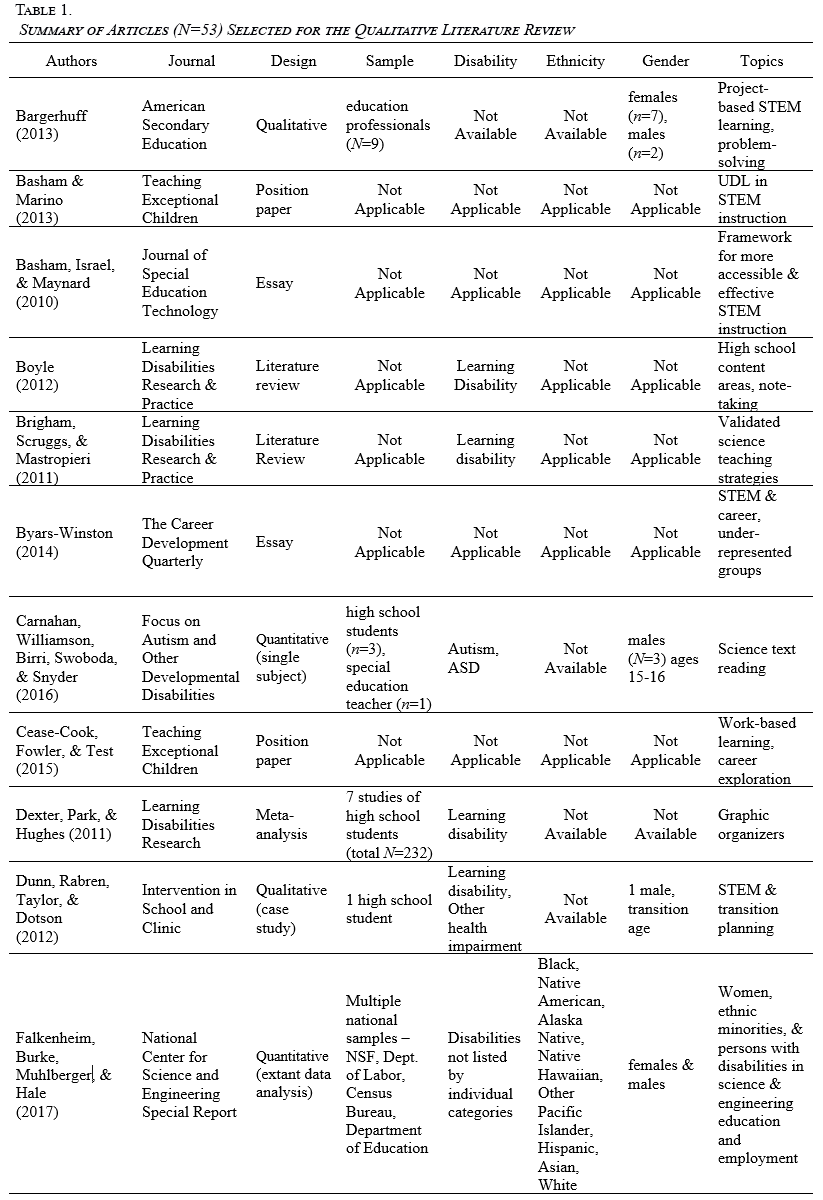 TABLE 1.
SUMMARY OF ARTICLES (N=53) SELECTED FOR THE QUALITATIVE LITERATURE REVIEW
Authors
Journal
Design
Sample
Disability
Ethnicity
Gender
Topics
Bargerhuff
(2013)
American
Secondary
Education
Qualitative
education
professionals
(N=9)
Not
Available
Not
Available
females
(n=7),
males
(n=2)
Project-
based STEM
learning,
problem-
solving
Basham &
Marino
(2013)
Teaching
Exceptional
Children
Position
paper
Not
Applicable
Not
Applicable
Not
Applicable
Not
Applicable
UDL in
STEM
instruction
Basham, Israel,
& Maynard
(2010)
Journal of
Special
Education
Technology
Essay
Not
Applicable
Not
Applicable
Not
Applicable
Not
Applicable
Framework
for more
accessible &
effective
STEM
instruction
Boyle
(2012)
Learning
Disabilities
Research &
Practice
Literature
review
Not
Applicable
Learning
Disability
Not
Applicable
Not
Applicable
High school
content
areas, note-
taking
Brigham,
Scruggs, &
Mastropieri
(2011)
Learning
Disabilities
Research &
Practice
Literature
Review
Not
Applicable
Learning
disability
Not
Applicable
Not
Applicable
Validated
science
teaching
strategies
Byars-Winston
(2014)
The Career
Development
Quarterly
Essay
Not
Applicable
Not
Applicable
Not
Applicable
Not
Applicable
STEM &
career,
under-
represented
groups
Carnahan,
Williamson,
Birri, Swoboda,
& Snyder
(2016)
Focus on
Autism and
Other
Developmental
Disabilities
Quantitative
(single
subject)
high school
students
(n=3),
special
education
teacher (n=1)
Autism,
ASD
Not
Available
males
(N=3) ages
15-16
Science text
reading
Cease-Cook,
Fowler, & Test
(2015)
Teaching
Exceptional
Children
Position
paper
Not
Applicable
Not
Applicable
Not
Applicable
Not
Applicable
Work-based
learning,
career
exploration
Dexter, Park, &
Hughes (2011)
Learning
Disabilities
Research
Meta-
analysis
7 studies of
high school
students
(total N=232)
Learning
disability
Not
Available
Not
Available
Graphic
organizers
Dunn, Rabren,
Taylor, &
Dotson
(2012)
Intervention in
School and
Clinic
Qualitative
(case
study)
1 high school
student
Learning
disability,
Other
health
impairment
Not
Available
1 male,
transition
age
STEM &
transition
planning
Falkenheim,
Burke,
Muhlberger, &
Hale
(2017)
National
Center for
Science and
Engineering
Special Report
Quantitative
(extant data
analysis)
Multiple
national
samples –
NSF, Dept.
of Labor,
Census
Bureau,
Department
of Education
Disabilities
not listed
by
individual
categories
Black,
Native
American,
Alaska
Native,
Native
Hawaiian,
Other
Pacific
Islander,
Hispanic,
Asian,
White
females &
males
Women,
ethnic
minorities, &
persons with
disabilities in
science &
engineering
education
and
employment